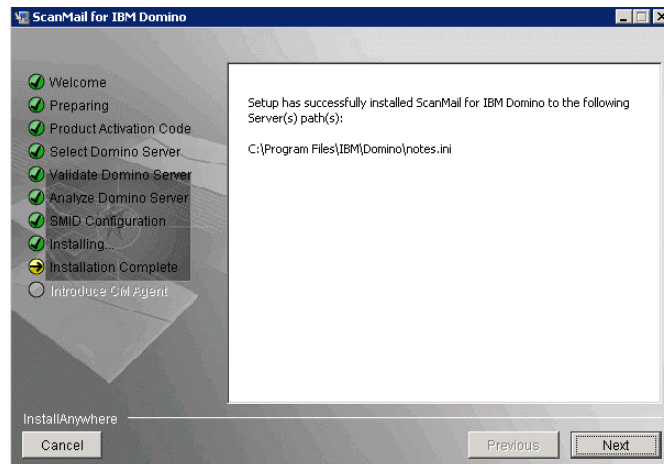 ScanMail for IBM Domino
Welcome
Preparing
Product Activation Code
Select Domino Server
Validate Domino Server
Analyze Domino Server
SMID Configuration
Installing...
Installation Complete
Introduce CM Agent
Setup has successfully installed ScanMail for IBM Domino to the following
Server(s) path(s):
C:\Program Files\IBM\Domino\notes.ini
InstallAnywhere
Cancel
Previous
Next